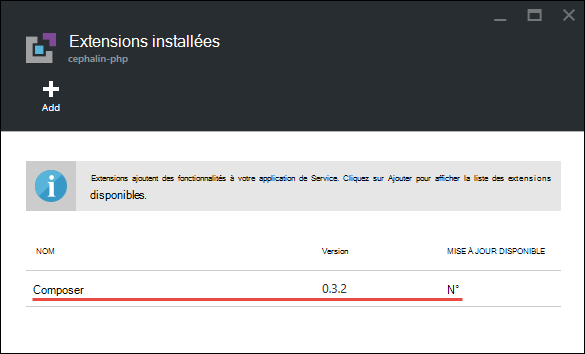 Extensions installées
cephalin-php
Add
Extensions ajoutent des fonctionnalités à votre application de Service. Cliquez sur Ajouter pour afficher la liste des extensions
disponibles.
NOM Version MISE À JOUR DISPONIBLE
Composer 0.3.2 N°